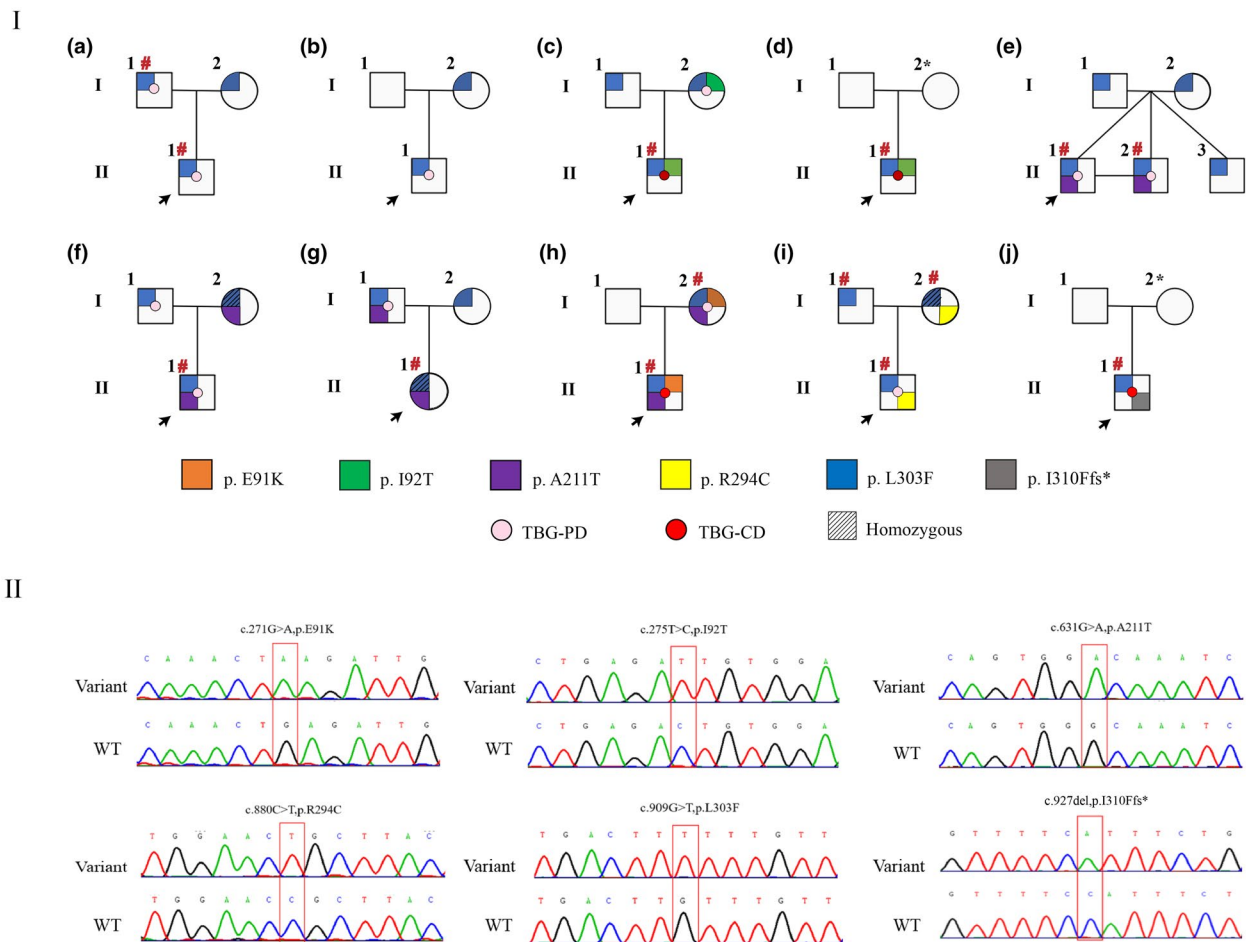 I
(a) (b) (c) (d) (e)
1 # 2 1 2 1 2 1 2* 1 2
I I I
1# 1 1 # 1 # 1# 2# 3
II II II
(f) (g) (h) (i) (j)
1 2 1 2 1 2 # 1 # 2 # 1 2*
I I I
1# 1 # 1 # 1# 1 #
II II II
p. E91K p. I92T p. A211T p. R294C p. L303F p. I310Ffs*
TBG-PD TBG-CD Homozygous
II
c.271G>A,p.E91K c.275T>C,p.I92T c.631G>A,p.A211T
Variant C A A A C T A A G A T T G Variant C T G A G A T T G T G G A Variant C A G T G G A C A A A T C
WT C A A A C T G A G A T T G WT C T G A G A C T G T G G A WT C A G T G G G C A A A T C
c.880C>T,p.R294C c.909G>T,p.L303F c.927del,p.I310Ffs*
Variant T G G A A C T G C T T A C Variant T G A C T T T T T T G T T Variant G T T T T C A T T T C T G
WT T G G A A C C G C T T A C WT T G A C T T G T T T G T T WT G T T T T C C A T T T C T